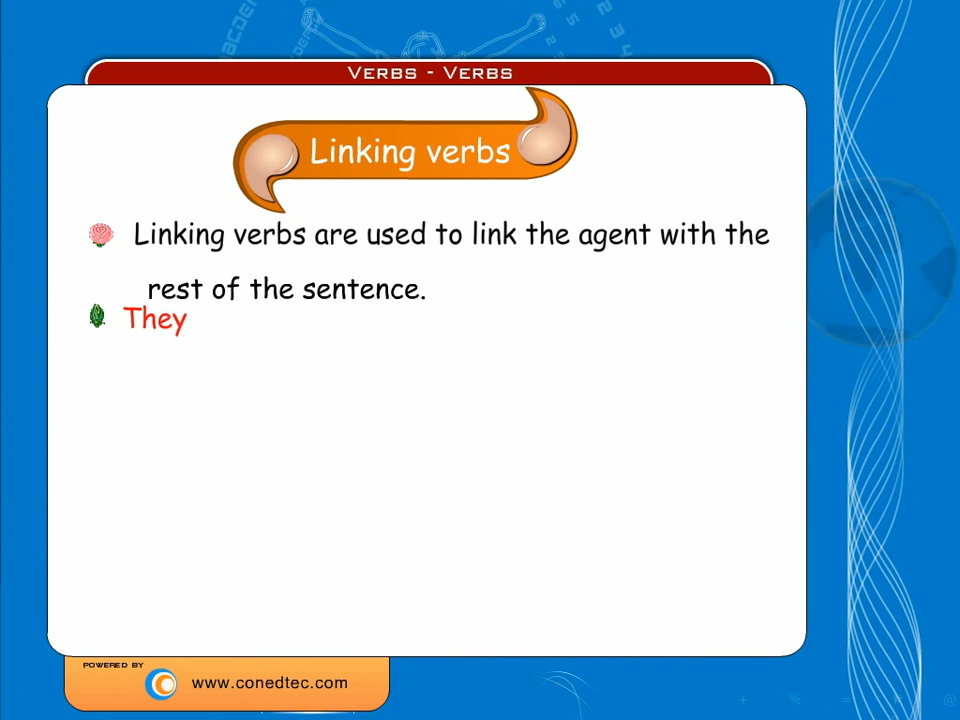 VERBS - VERBS
Linking verbs
Linking verbs are used to link the agent with the
rest of the sentence.
They
POWERED BY
www.conedtec.com